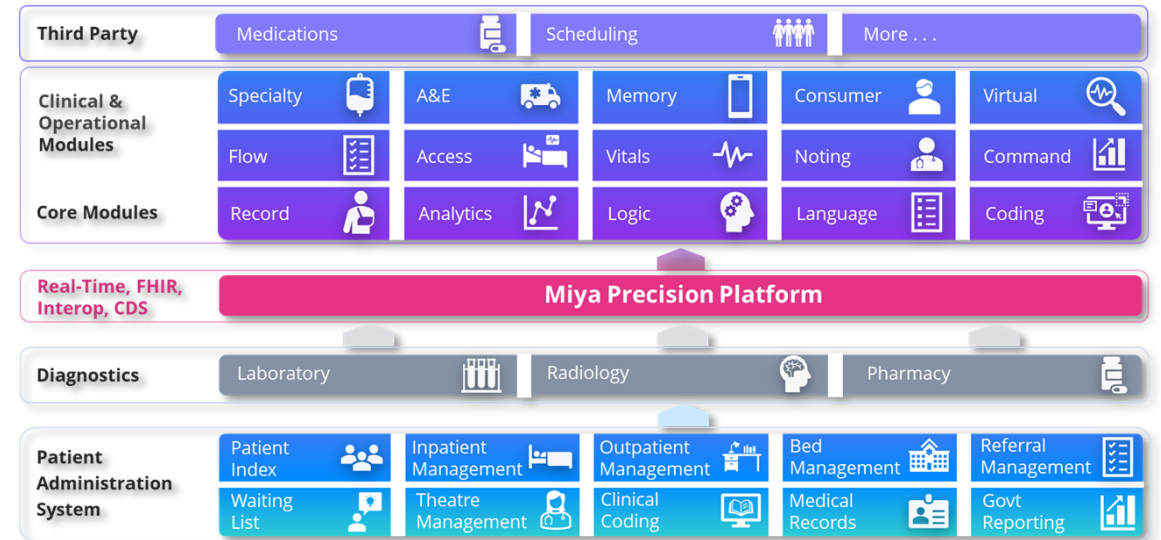 Third Party
Medications
Scheduling
More . . .
Clinical &
Operational
Modules
Specialty
A&E
Memory
Consumer
Virtual
Flow
Access
Vitals
Noting
Command
Core Modules
Record
Analytics
Logic
Language
Coding
Real-Time, FHIR,
Interop, CDS
Miya Precision Platform
Diagnostics
Laboratory
Radiology
Pharmacy
Patient
Administration
System
Patient
Index
Inpatient
Management
Outpatient
Management
Bed
Management
Referral
Management
Waiting
List
Theatre
Management
Clinical
Coding
Medical
Records
Govt
Reporting